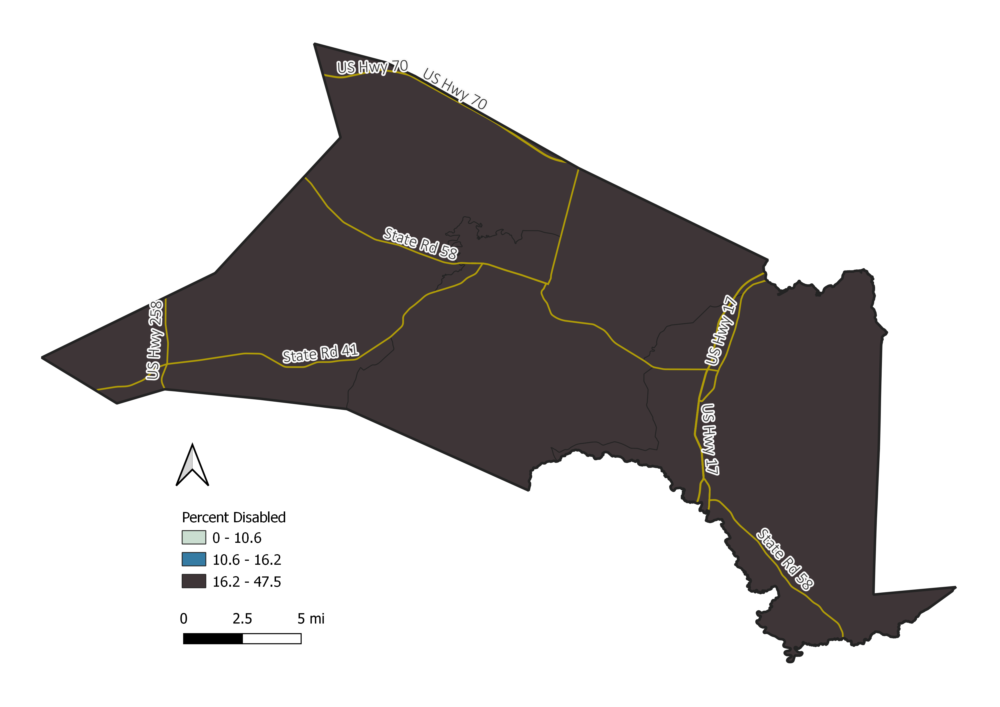 US Hwy 70
US Hwy 70
State Rd 58
US Hwy 258
State Rd 41
US Hwy 17
US Hwy 17
State Rd 58
Percent Disabled
0 - 10.6
10.6 - 16.2
16.2 - 47.5
0 2.5 5 mi